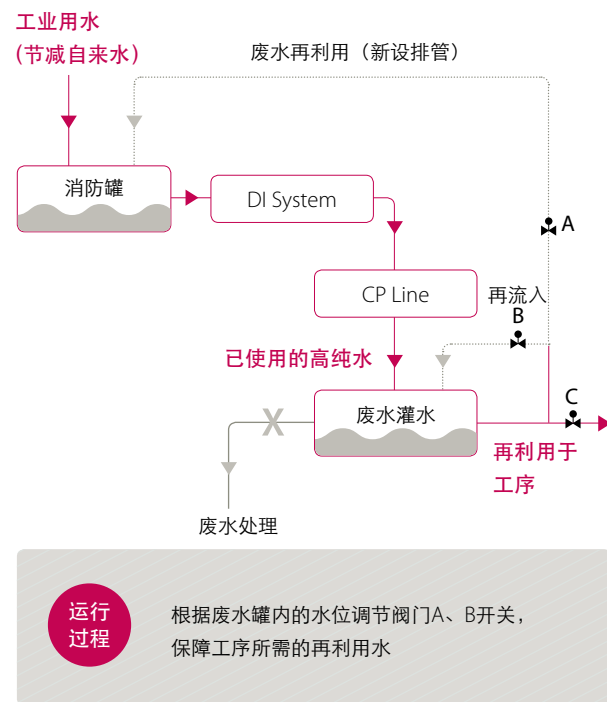 工业用水
(节减自来水)
废水再利用（新设排管）
消防罐
DI System
A
CP Line
再流入
B
已使用的高纯水
C
废水灌水
X
再利用于
工序
废水处理
运行
过程
根据废水罐内的水位调节阀门A、B开关，
保障工序所需的再利用水